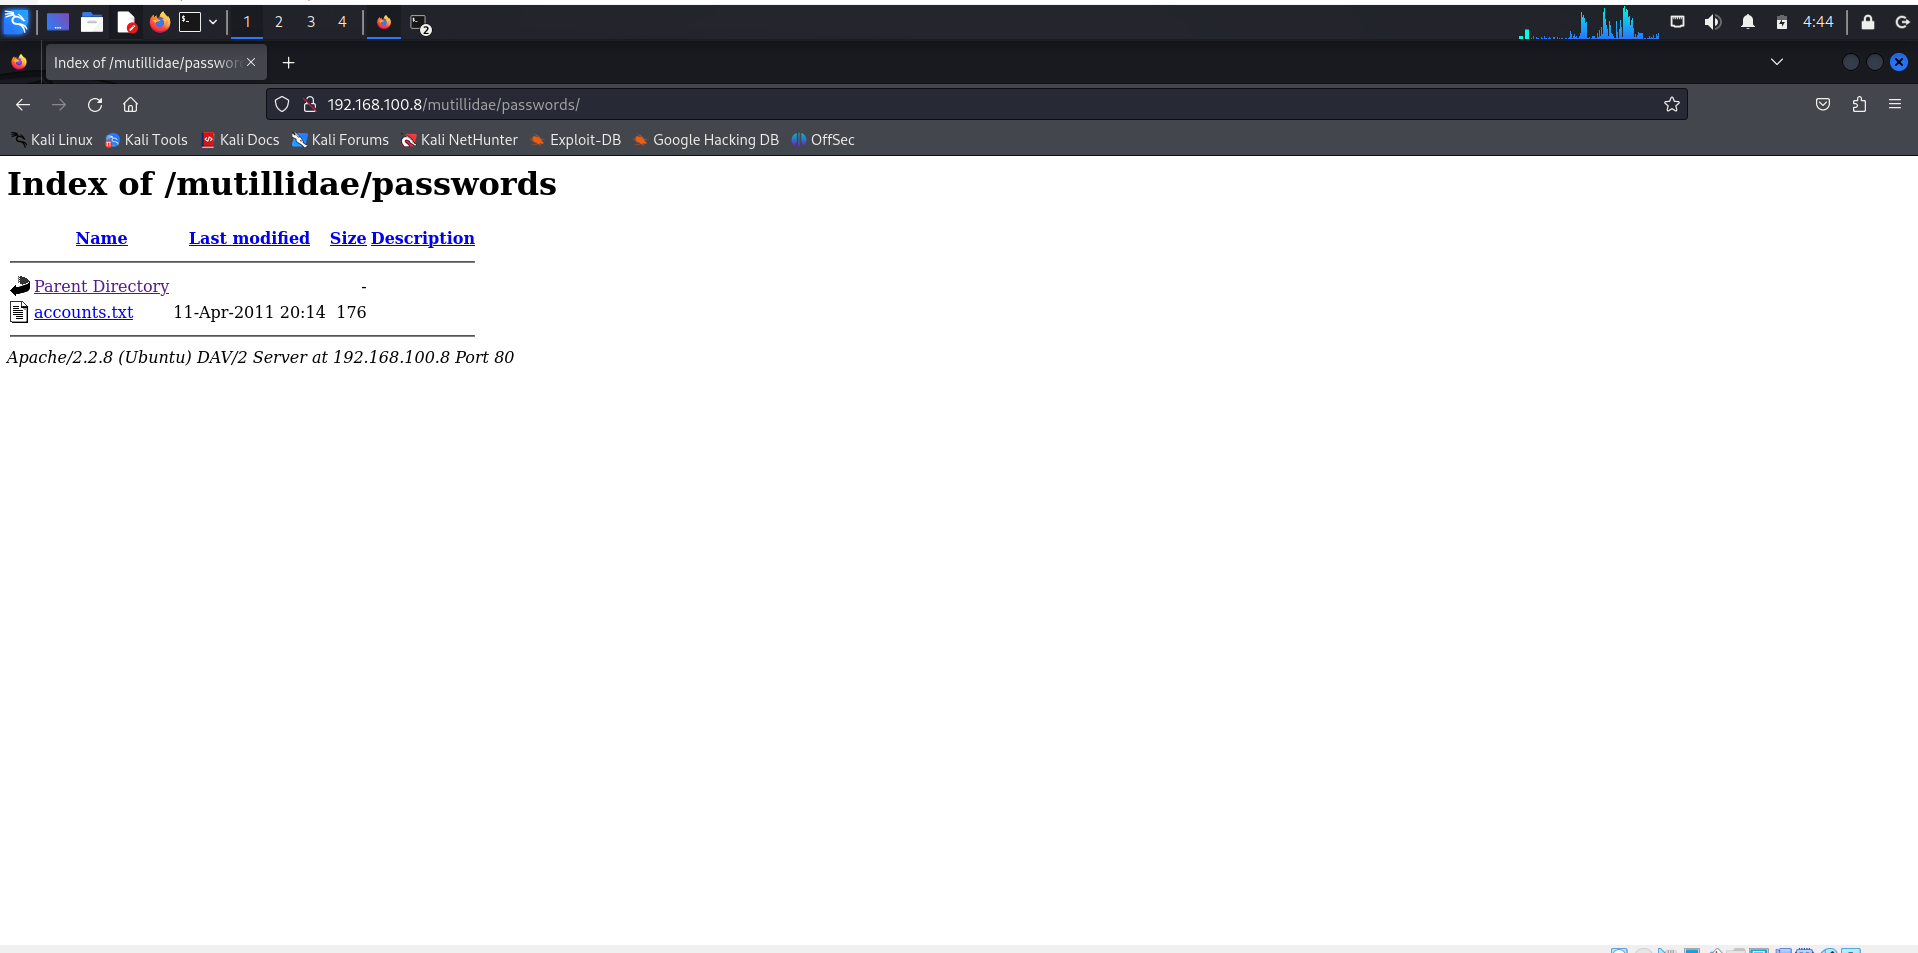 1 2 3 4 2 4:44
Index of /mutillidae/passwor
192.168.100.8/mutillidae/passwords/
Kali Linux Kali Tools Kali Docs Kali Forums Kali NetHunter Exploit-DB Google Hacking DB OffSec
Index of /mutillidae/passwords
Name Last modified Size Description
Parent Directory -
accounts.txt 11-Apr-2011 20:14 176
Apache/2.2.8 (Ubuntu) DAV/2 Server at 192.168.100.8 Port 80